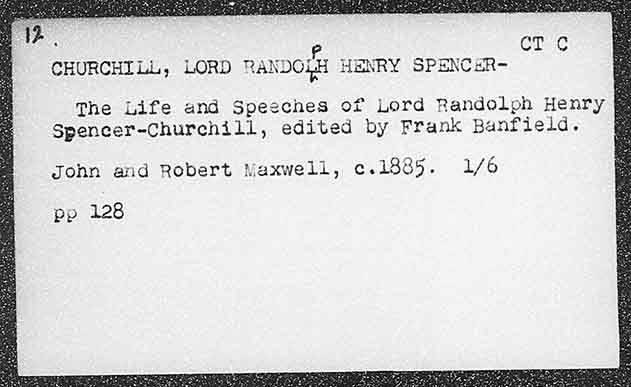 12.
CT C
CHURCHILL, LORD RANDOLPH HENRY SPENCER-
The Life and Speeches of Lord Randolph Henry
Spencer-Churchill, edited by Frank Banfield.
John and Robert Maxwell, c.1885. 1/6
pp 128